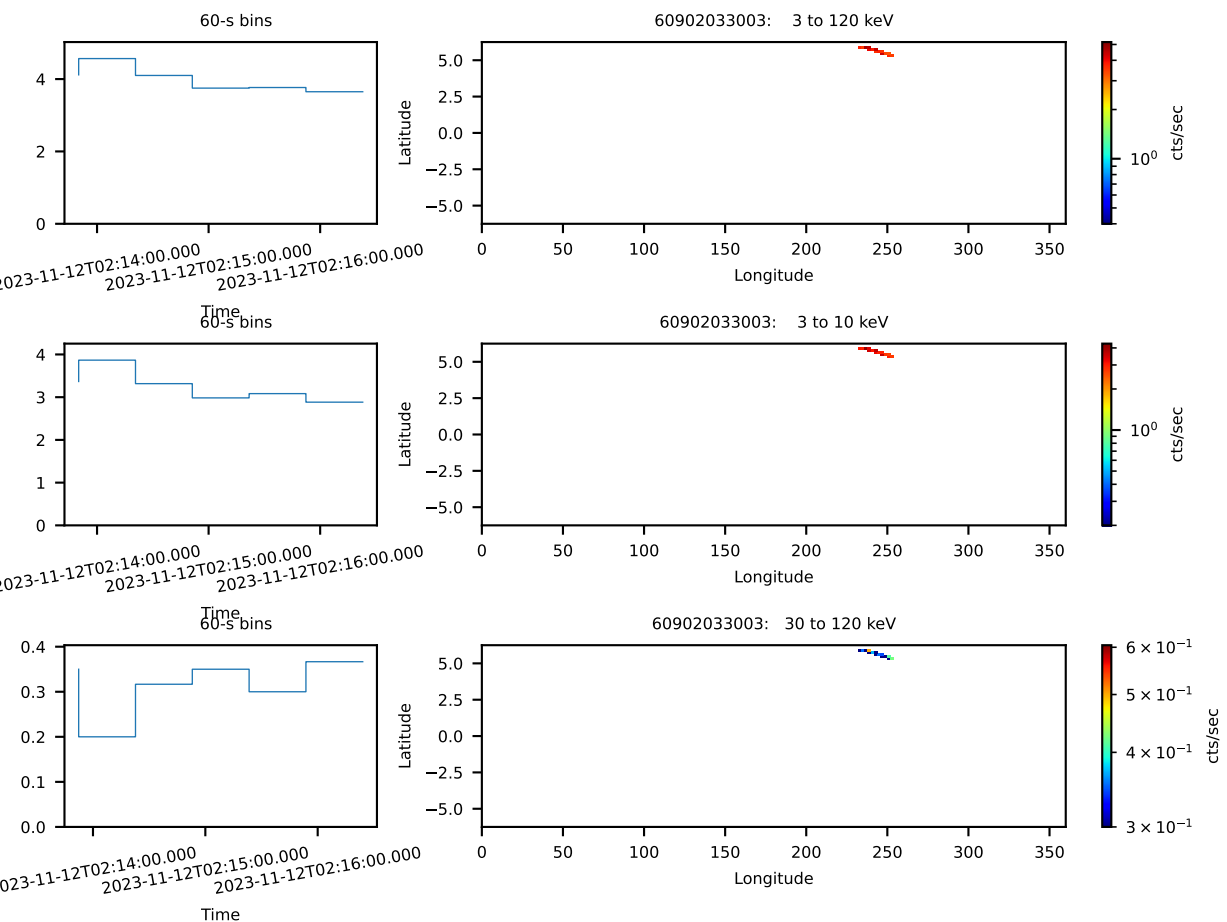 60-s bins
60902033003: 3 to 120 keV
4
2
0
2023-11-12T02:14:00.000
2023-11-12T02:15:00.000
2023-11-12T02:16:00.000
Time
Latitude
5.0
2.5
0.0
−2.5
−5.0
0 50 100 150 200 250 300 350
Longitude
10⁰
cts/sec
60-s bins
60902033003: 3 to 10 keV
4
3
2
1
0
2023-11-12T02:14:00.000
2023-11-12T02:15:00.000
2023-11-12T02:16:00.000
Time
Latitude
5.0
2.5
0.0
−2.5
−5.0
0 50 100 150 200 250 300 350
Longitude
10⁰
cts/sec
60-s bins
60902033003: 30 to 120 keV
0.4
0.3
0.2
0.1
0.0
023-11-12T02:14:00.000
2023-11-12T02:15:00.000
2023-11-12T02:16:00.000
Time
Latitude
5.0
2.5
0.0
−2.5
−5.0
0 50 100 150 200 250 300 350
Longitude
6 × 10⁻¹
5 × 10⁻¹
4 × 10⁻¹
3 × 10⁻¹
cts/sec